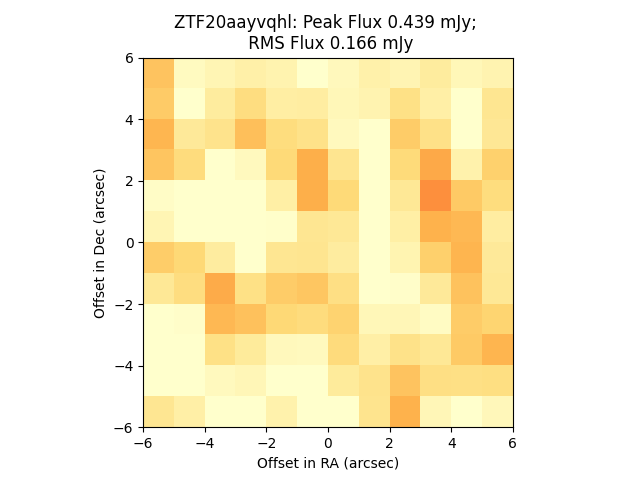 ZTF20aayvqhl: Peak Flux 0.439 mJy;
RMS Flux 0.166 mJy
6
4
2
0
−2
−4
−6
Offset in Dec (arcsec)
−6 −4 −2 0 2 4 6
Offset in RA (arcsec)